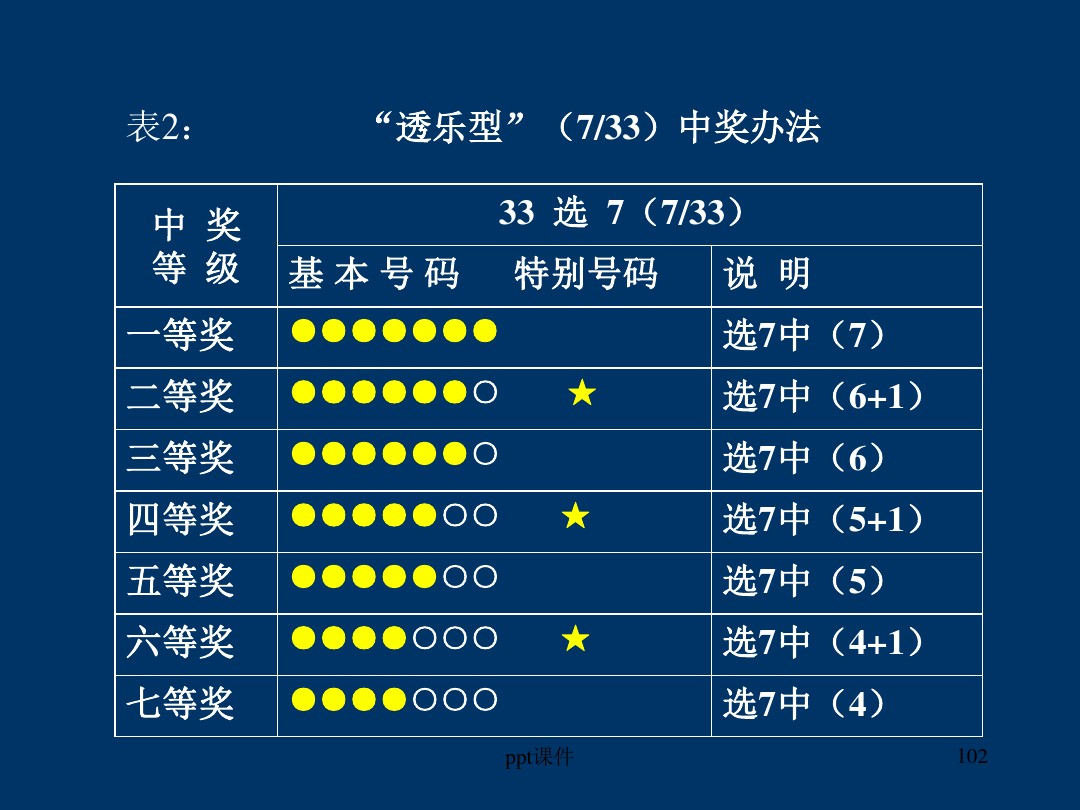 表2： “透乐型”（7/33）中奖办法
中 奖 等 级
33 选 7（7/33）
基 本 号 码 特别号码 说 明
一等奖 ●●●●●●● 选7中（7）
二等奖 ●●●●●●○ ★ 选7中（6+1）
三等奖 ●●●●●●○ 选7中（6）
四等奖 ●●●●●○○ ★ 选7中（5+1）
五等奖 ●●●●●○○ 选7中（5）
六等奖 ●●●●○○○ ★ 选7中（4+1）
七等奖 ●●●●○○○ 选7中（4）
ppt课件 102